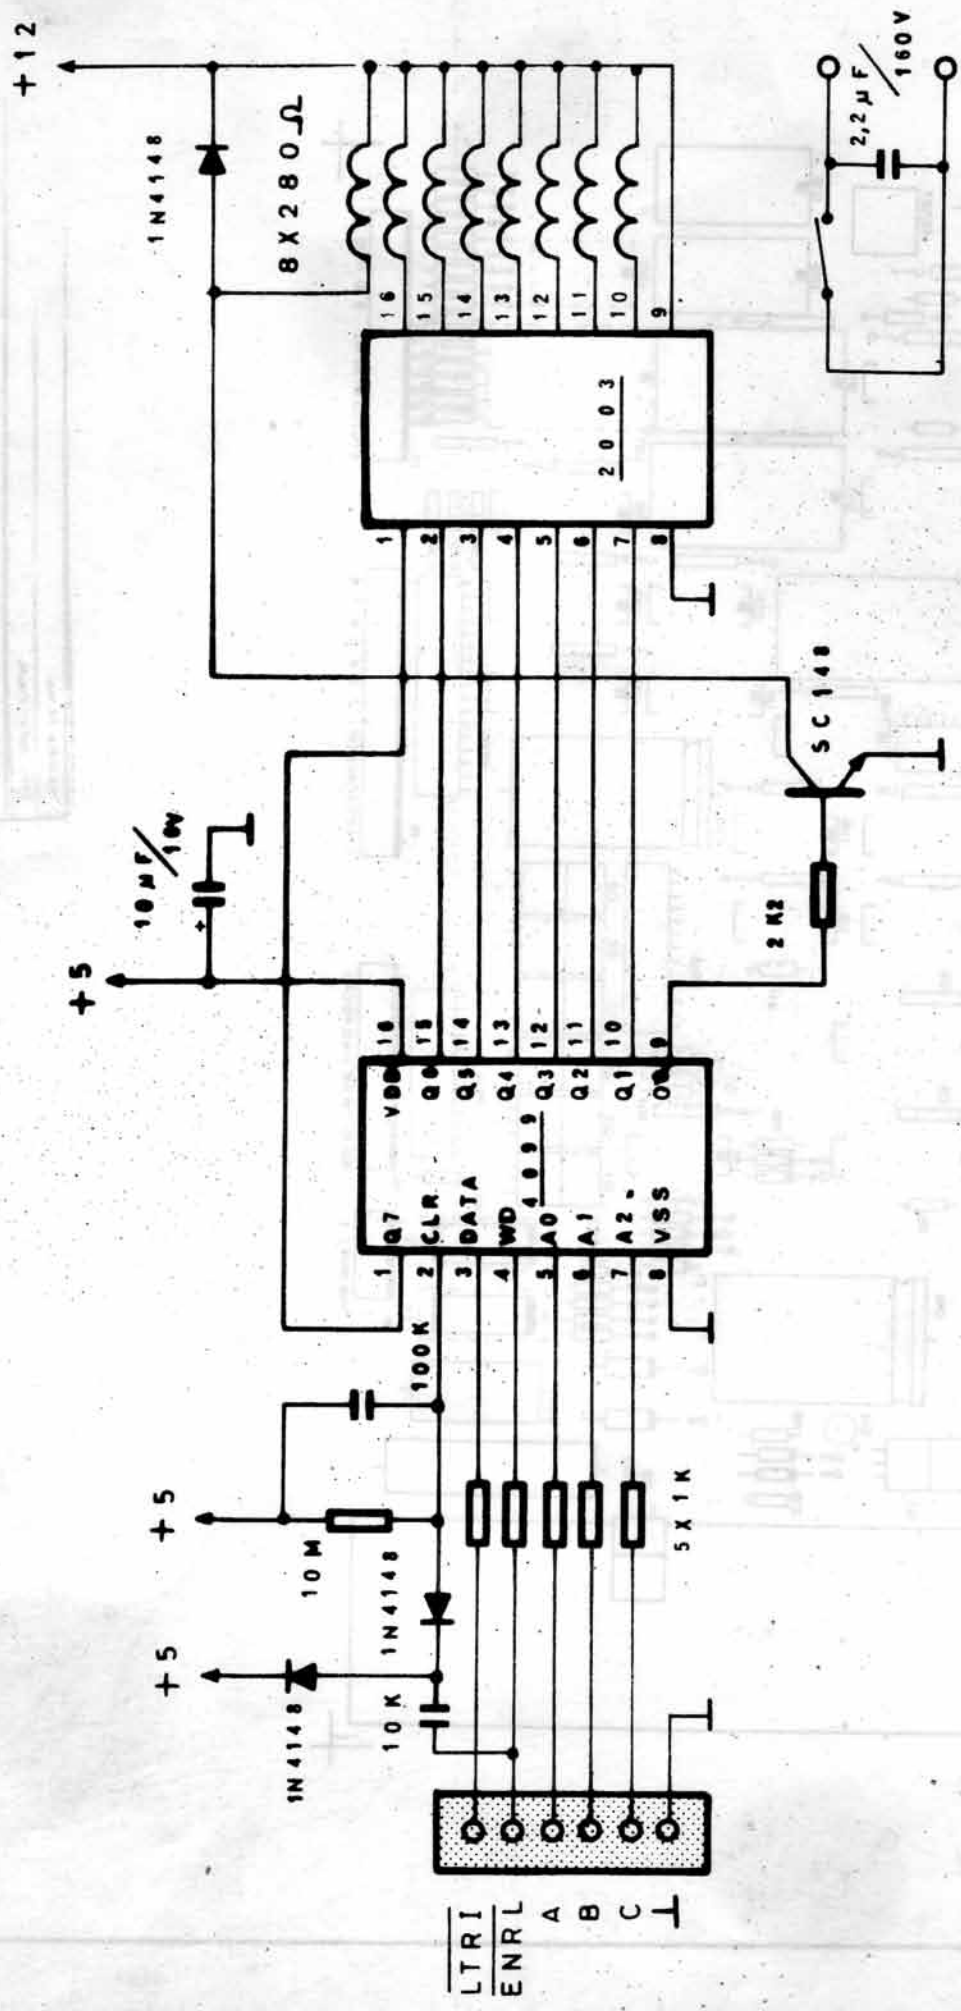 +12
1N4148
8X280Ω
16
15
14
13
12
11
10
9
2003
1
2
3
4
5
6
7
8
2,2µF/160V
+5
10µF/10V
SC148
2K2
VDD 16
Q6 15
Q5 14
Q4 13
Q3 12
Q2 11
Q1 10
9
4099
1 Q7
2 CLR
3 DATA
4 WD
5 A0
6 A1
7 A2
8 VSS
100K
+5
10M
1N4148
+5
1N4148
10K
5X1K
LTRI
ENRL
A
B
C